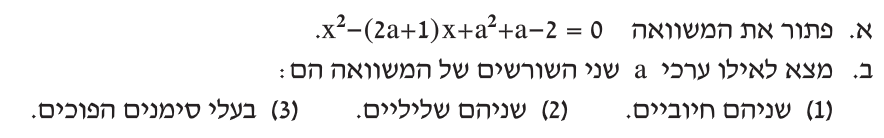 א. פתור את המשוואה x²−(2a+1)x+a²+a−2 = 0.
ב. מצא לאילו ערכי a שני השורשים של המשוואה הם:
(1) שניהם חיוביים. (2) שניהם שליליים. (3) בעלי סימנים הפוכים.